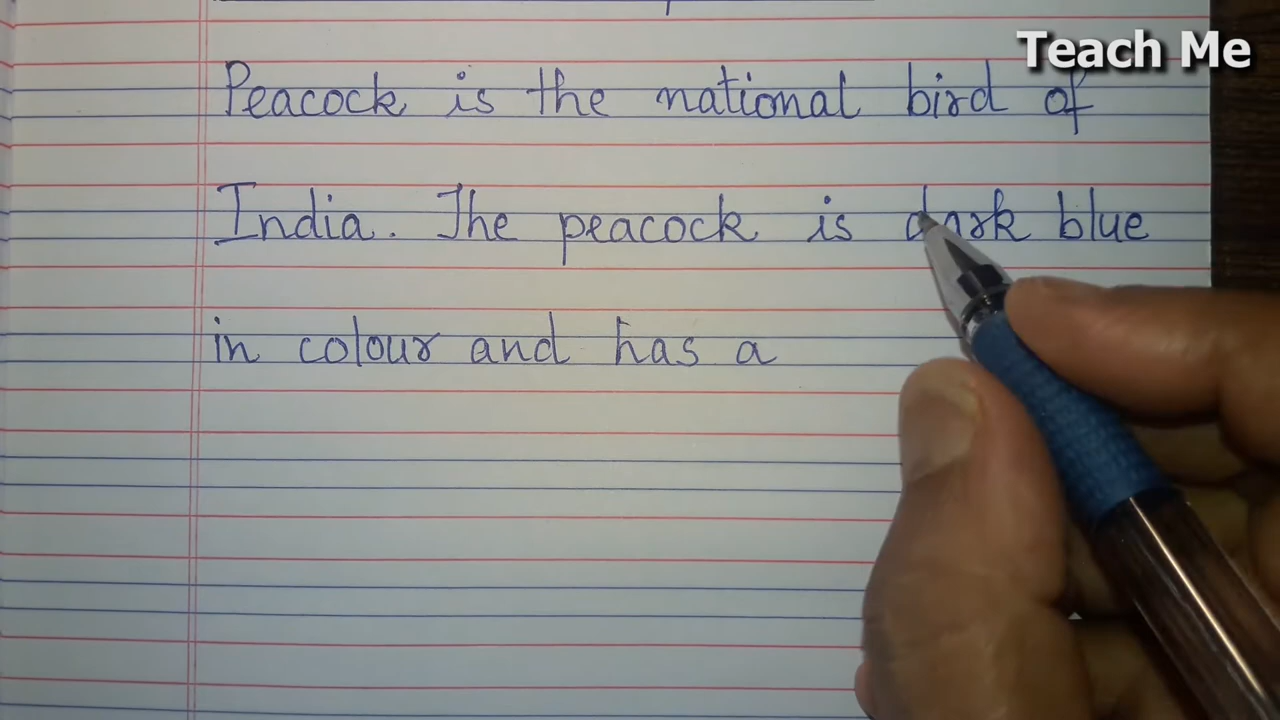 Teach Me
Peacock is the national bird of
India. The peacock is dark blue
in colour and has a